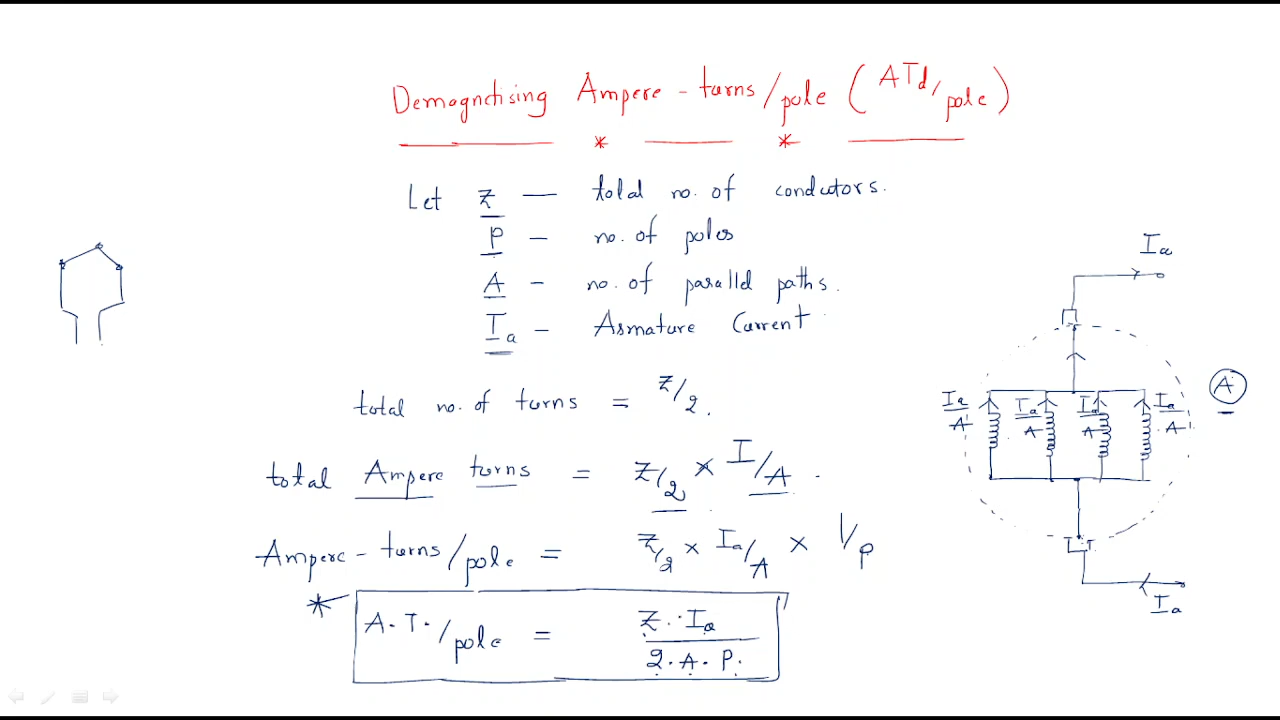 Demagnetising Ampere - turns/pole (ATd/pole)
Let Z — total no. of condutors.
P - no. of poles
A - no. of parallel paths.
Ia - Asmature Current
total no. of turns = Z/2.
total Ampere turns = Z/2 × I/A
Ampere - turns/pole = Z/2 × Ia/A × 1/P
* A.T./pole = Z. Ia / 2.A.P.
Ia
A
Ia/A Ia/A Ia/A Ia/A
Ia